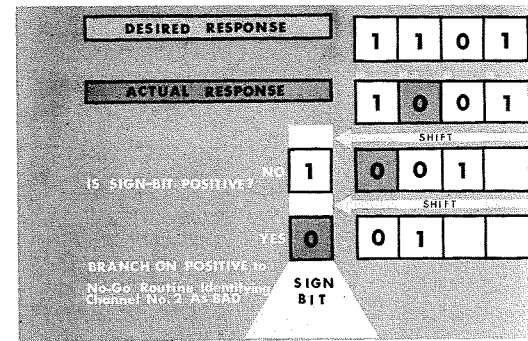 DESIRED RESPONSE
1 1 0 1
ACTUAL RESPONSE
1 0 0 1
SHIFT
IS SIGN-BIT POSITIVE? NO 1 0 0 1
SHIFT
YES 0 0 1
BRANCH ON POSITIVE to
No-Go Routine Identifying
Channel No. 2 As BAD
SIGN
BIT